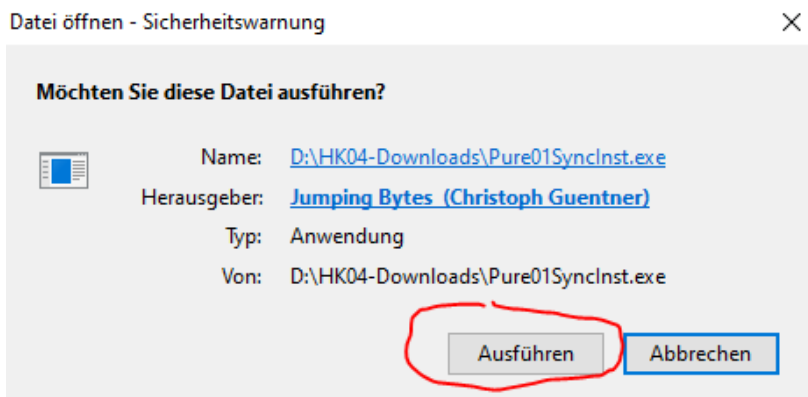 Datei öffnen - Sicherheitswarnung
Möchten Sie diese Datei ausführen?
Name: D:\HK04-Downloads\Pure01SyncInst.exe
Herausgeber: Jumping Bytes (Christoph Guentner)
Typ: Anwendung
Von: D:\HK04-Downloads\Pure01SyncInst.exe
Ausführen Abbrechen